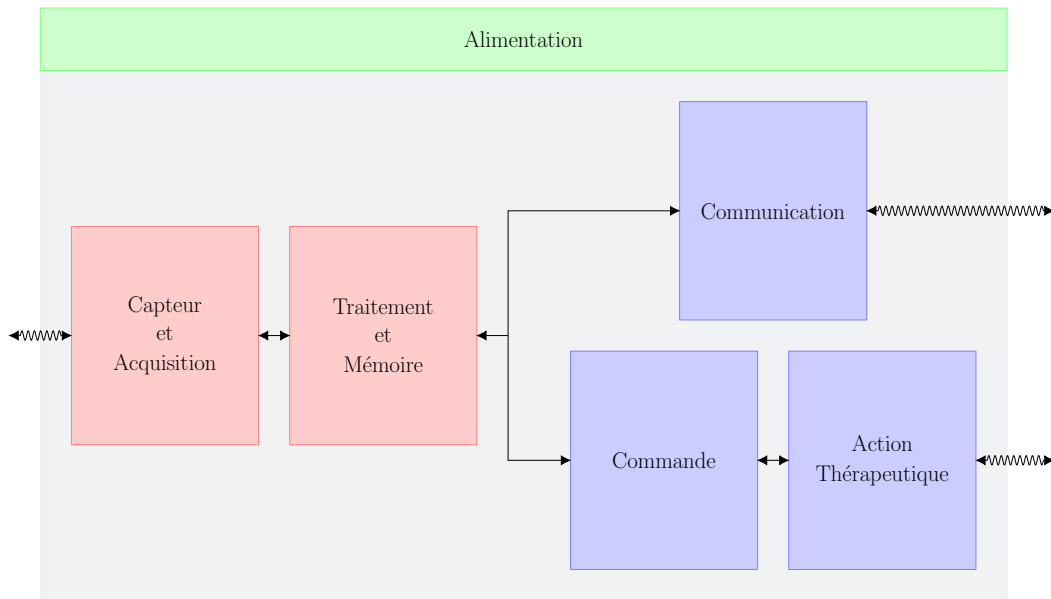 Alimentation
Communication
Capteur
et
Acquisition
Traitement
et
Mémoire
Commande
Action
Thérapeutique